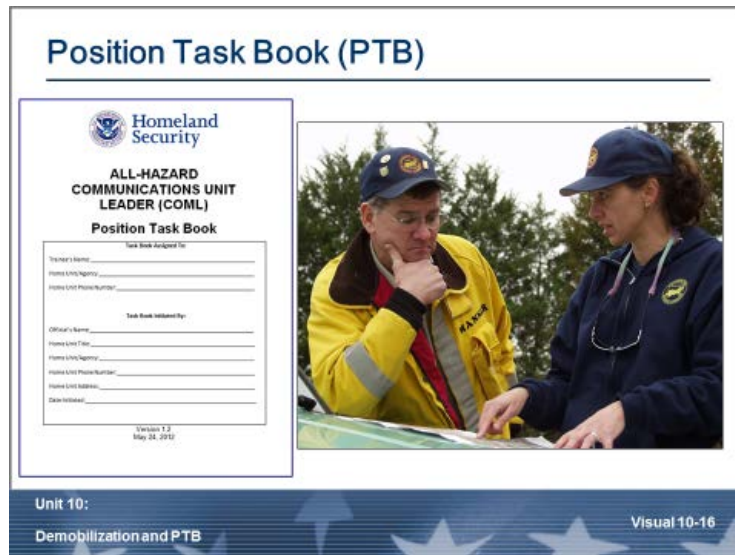 Position Task Book (PTB)
Homeland
Security
ALL-HAZARD
COMMUNICATIONS UNIT
LEADER (COML)
Position Task Book
Task Book Assigned To:
Trainee's Name:
Home Unit/Agency:
Home Unit Phone Number:
Task Book Initiated By:
Official's Name:
Home Unit Title:
Home Unit/Agency:
Home Unit Phone Number:
Home Unit Address:
Date Initiated:
Version 1.2
May 24, 2012
Unit 10:
Demobilization and PTB
Visual 10-16